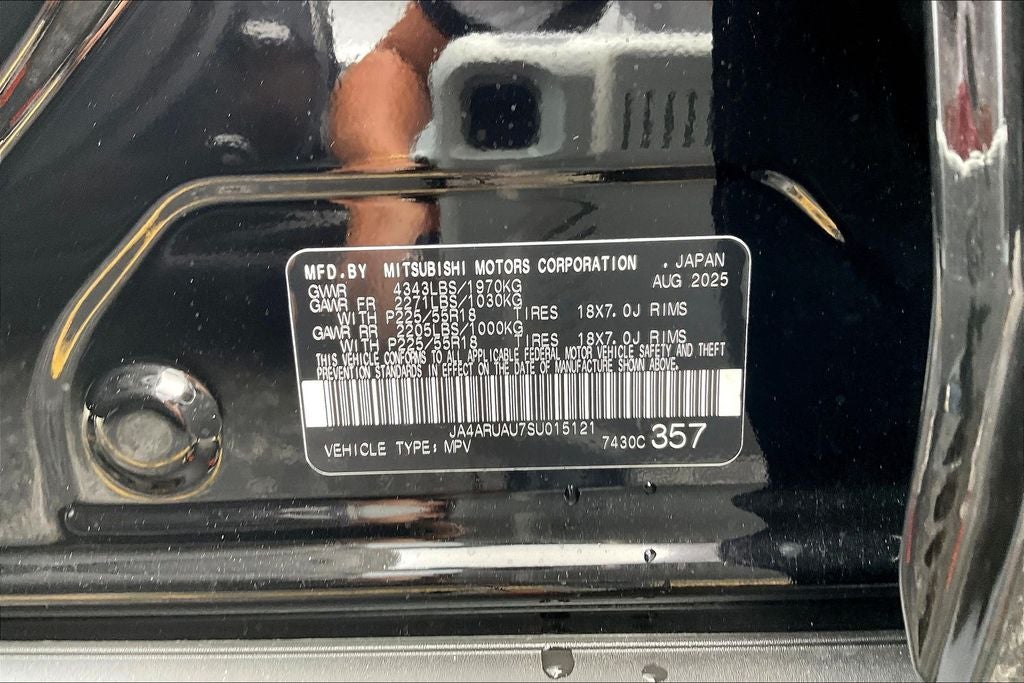 MFD.BY MITSUBISHI MOTORS CORPORATION . JAPAN
AUG 2025
GWR 4343LBS/1970KG
GAWR FR 2271LBS/1030KG
WITH P225/55R18 TIRES 18X7.0J RIMS
GAWR RR 2205LBS/1000KG
WITH P225/55R18 TIRES 18X7.0J RIMS
THIS VEHICLE CONFORMS TO ALL APPLICABLE FEDERAL MOTOR VEHICLE SAFETY AND THEFT
PREVENTION STANDARDS IN EFFECT ON THE DATE OF MANUFACTURE SHOWN ABOVE.
JA4ARUAU7SU015121
VEHICLE TYPE: MPV 7430C 357